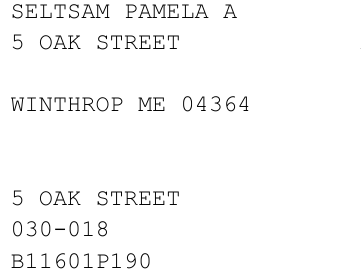 SELTSAM PAMELA A
5 OAK STREET
WINTHROP ME 04364
5 OAK STREET
030-018
B11601P190